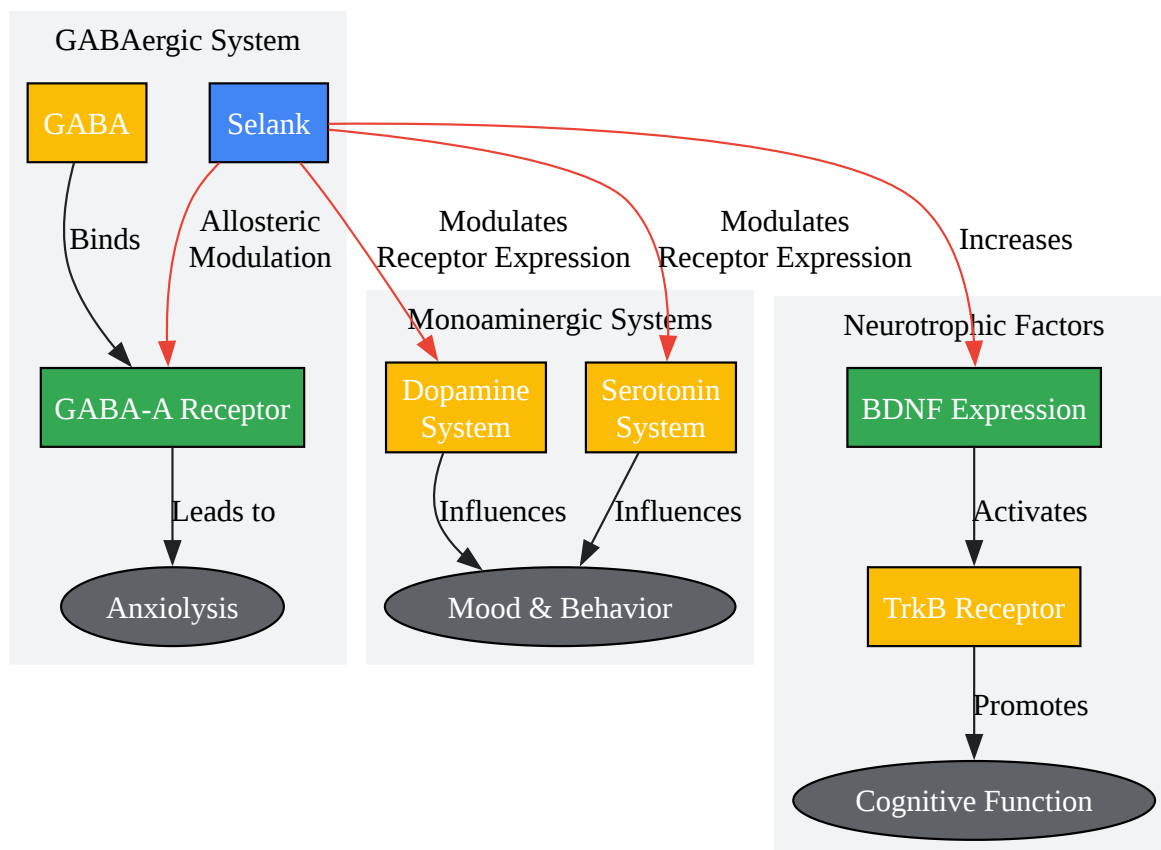 GABAergic System
GABA
Selank
Binds
Allosteric
Modulation
Modulates
Receptor Expression
Modulates
Receptor Expression
Increases
Monoaminergic Systems
Neurotrophic Factors
GABA-A Receptor
Dopamine
System
Serotonin
System
BDNF Expression
Leads to
Influences
Influences
Activates
Anxiolysis
Mood & Behavior
TrkB Receptor
Promotes
Cognitive Function